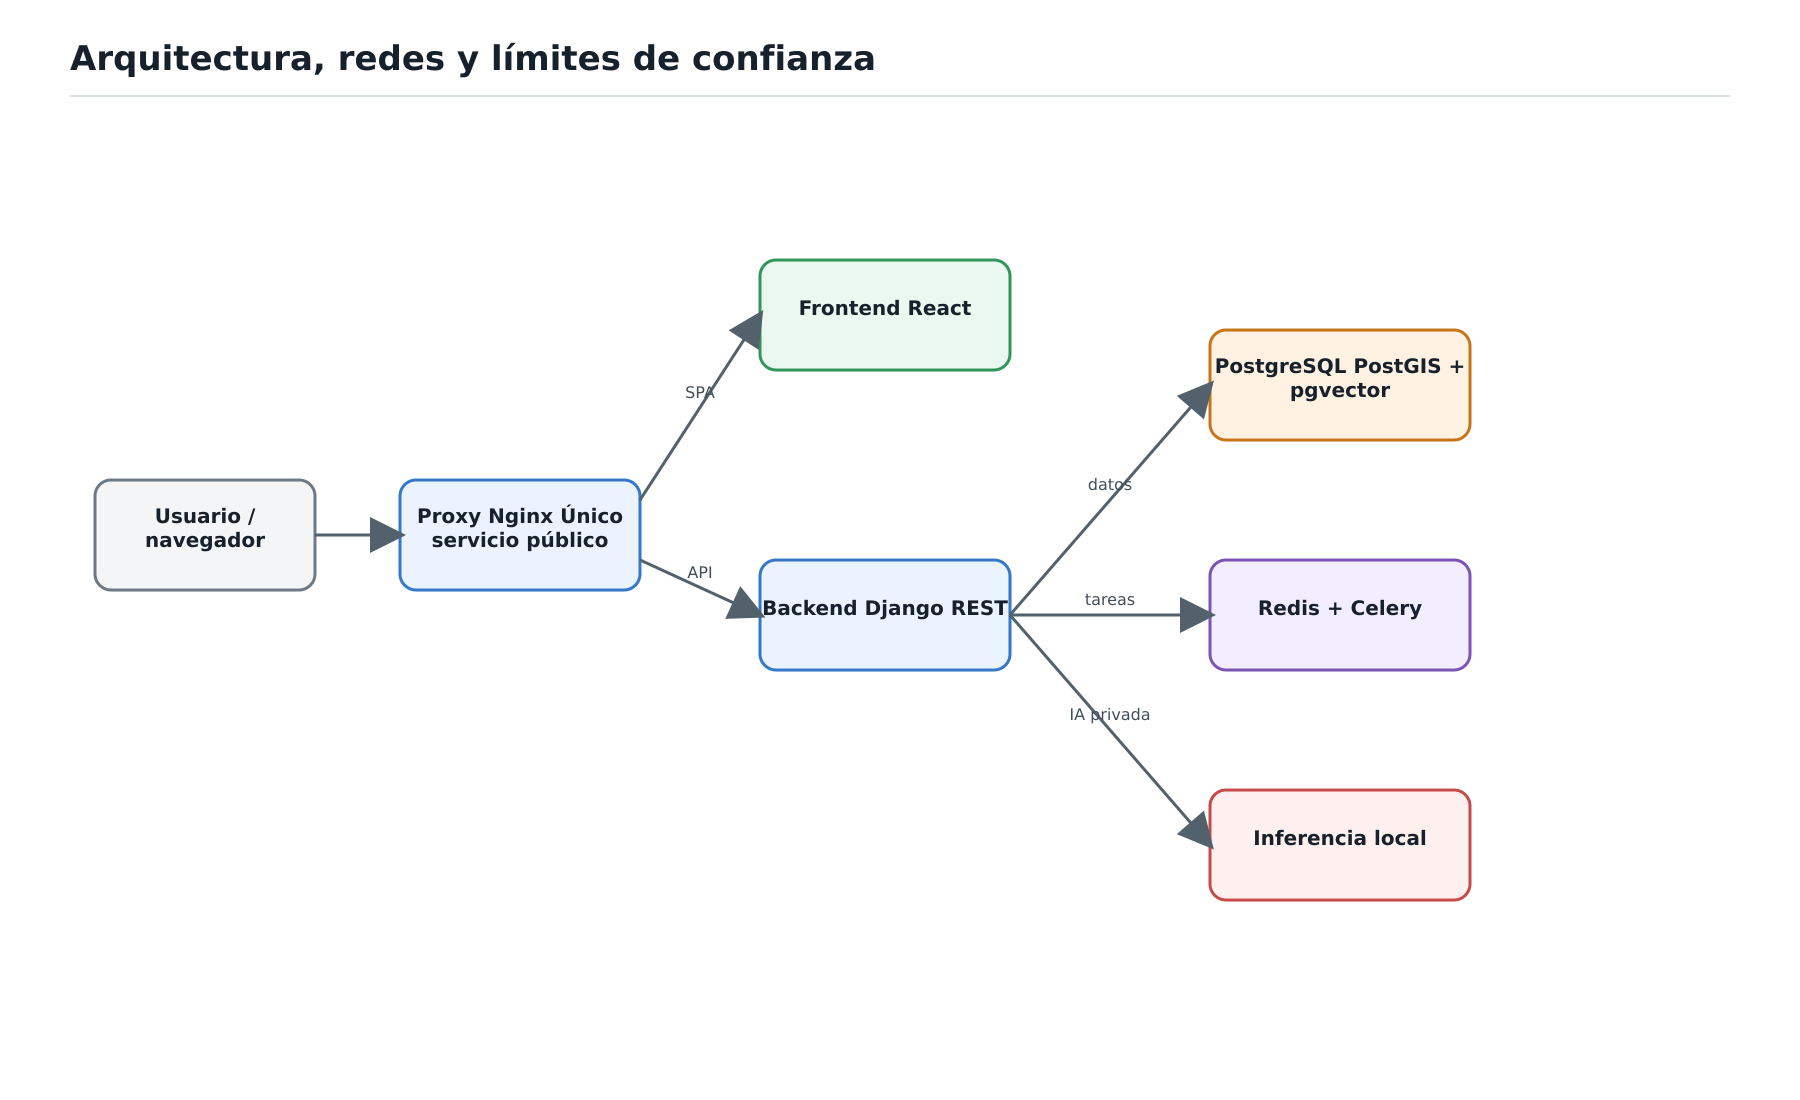 Arquitectura, redes y límites de confianza
Usuario /
navegador
Proxy Nginx Único
servicio público
SPA
API
Frontend React
Backend Django REST
datos
tareas
IA privada
PostgreSQL PostGIS +
pgvector
Redis + Celery
Inferencia local